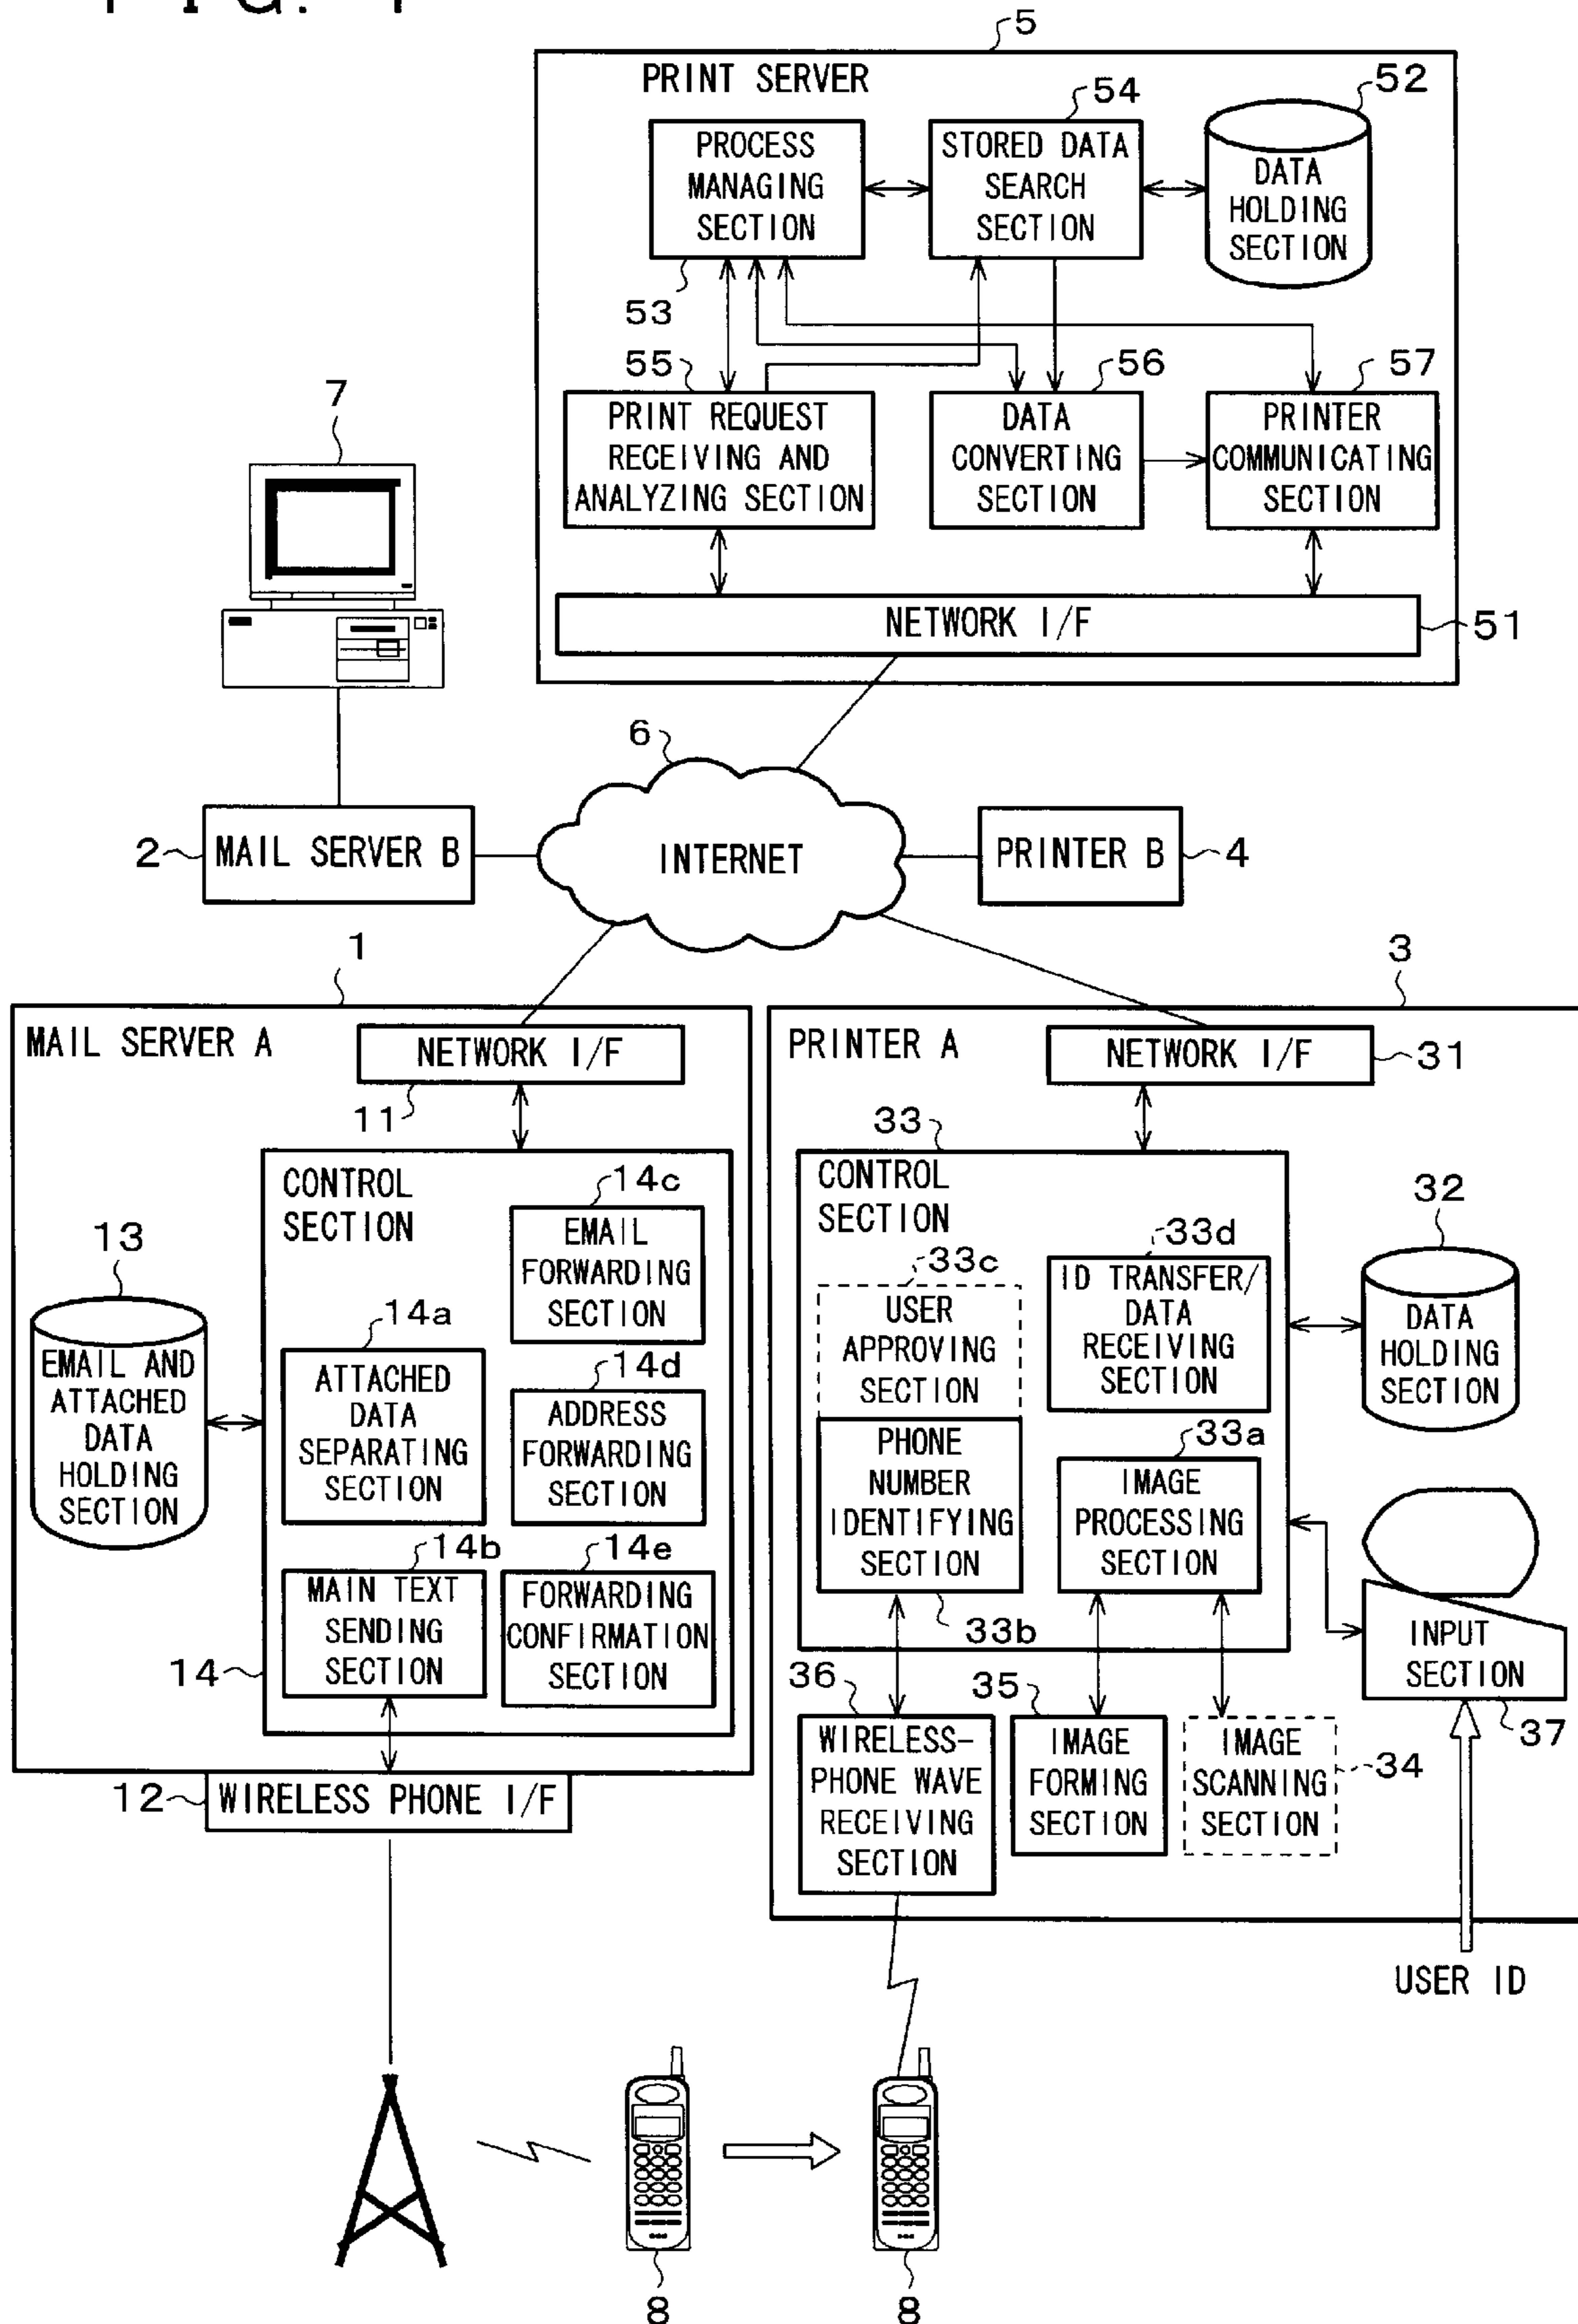 5
PRINT SERVER
54
52
PROCESS
MANAGING
SECTION
STORED DATA
SEARCH
SECTION
DATA
HOLDING
SECTION
53
55
56
57
PRINT REQUEST
RECEIVING AND
ANALYZING SECTION
DATA
CONVERTING
SECTION
PRINTER
COMMUNICATING
SECTION
NETWORK I/F
51
7
6
2
MAIL SERVER B
INTERNET
PRINTER B
4
1
MAIL SERVER A
NETWORK I/F
11
CONTROL
SECTION
14c
EMAIL
FORWARDING
SECTION
13
EMAIL AND
ATTACHED
DATA
HOLDING
SECTION
14a
ATTACHED
DATA
SEPARATING
SECTION
14d
ADDRESS
FORWARDING
SECTION
14b
MAIN TEXT
SENDING
SECTION
14e
FORWARDING
CONFIRMATION
SECTION
14
12
WIRELESS PHONE I/F
3
PRINTER A
NETWORK I/F
31
33
CONTROL
SECTION
33c
USER
APPROVING
SECTION
33d
ID TRANSFER/
DATA
RECEIVING
SECTION
32
DATA
HOLDING
SECTION
PHONE
NUMBER
IDENTIFYING
SECTION
33b
33a
IMAGE
PROCESSING
SECTION
INPUT
SECTION
37
36
WIRELESS-
PHONE WAVE
RECEIVING
SECTION
35
IMAGE
FORMING
SECTION
IMAGE
SCANNING
SECTION
34
USER ID
8
8